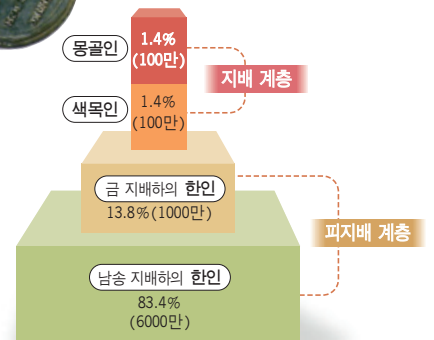 몽골인
1.4%
(100만)
지배 계층
색목인
1.4%
(100만)
금 지배하의 한인
13.8%(1000만)
피지배 계층
남송 지배하의 한인
83.4%
(6000만)